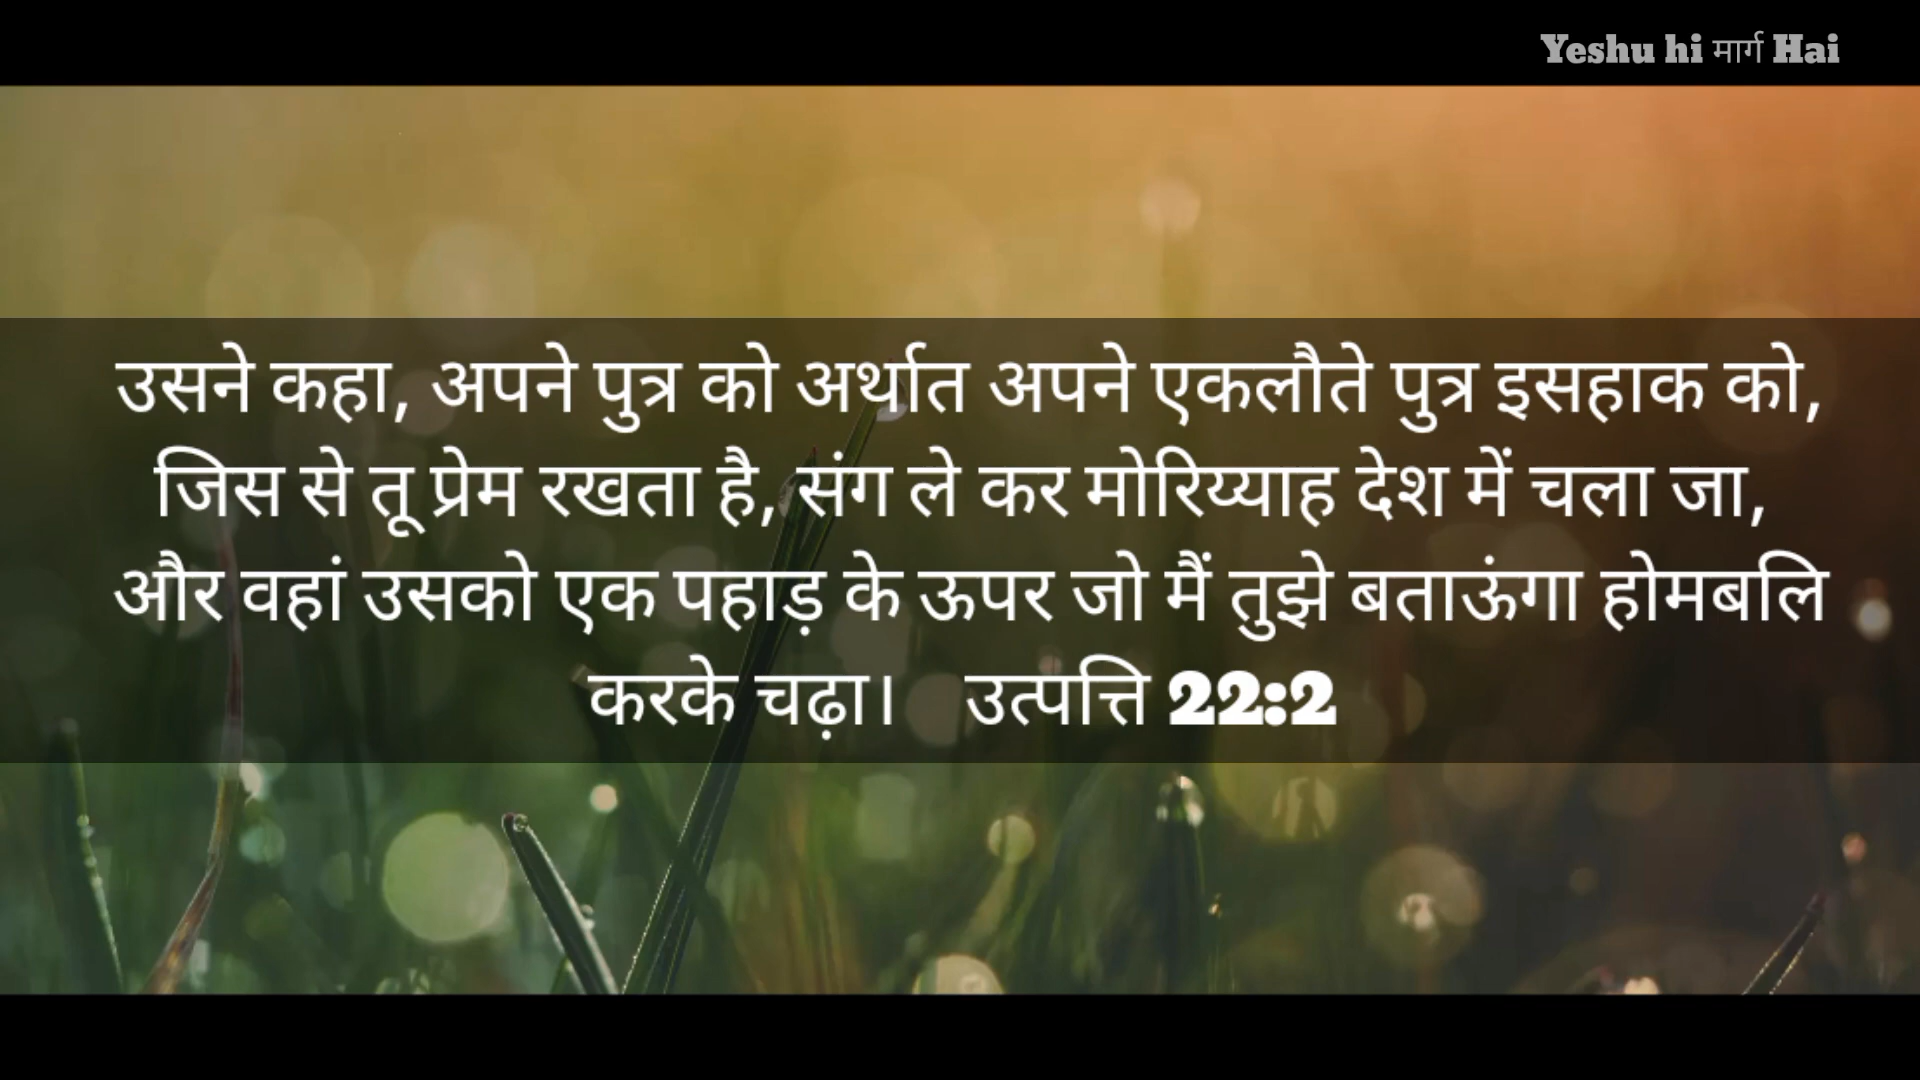 Yeshu hi मार्ग Hai
उसने कहा, अपने पुत्र को अर्थात अपने एकलौते पुत्र इसहाक को,
जिस से तू प्रेम रखता है, संग ले कर मोरिय्याह देश में चला जा,
और वहां उसको एक पहाड़ के ऊपर जो मैं तुझे बताऊंगा होमबलि
करके चढ़ा। उत्पत्ति 22:2